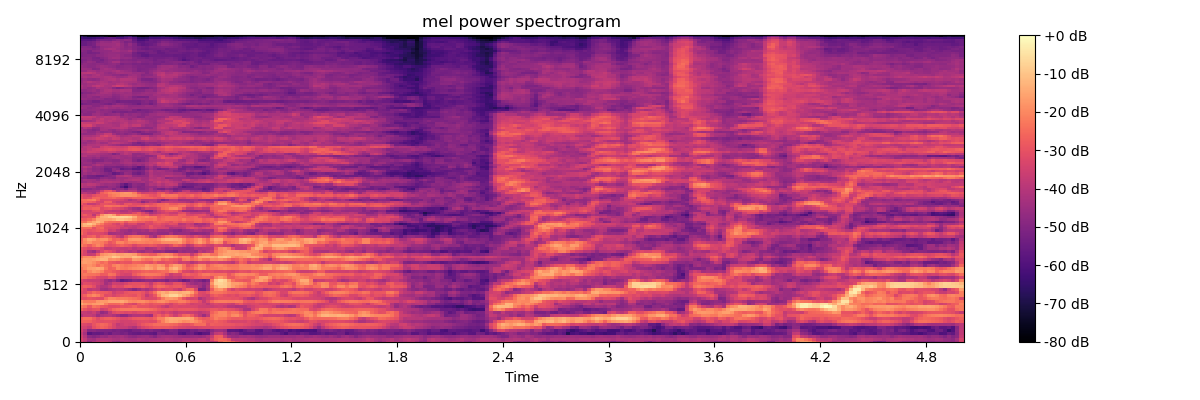 mel power spectrogram
8192
4096
2048
1024
512
0
Hz
0 0.6 1.2 1.8 2.4 3 3.6 4.2 4.8
Time
+0 dB
-10 dB
-20 dB
-30 dB
-40 dB
-50 dB
-60 dB
-70 dB
-80 dB